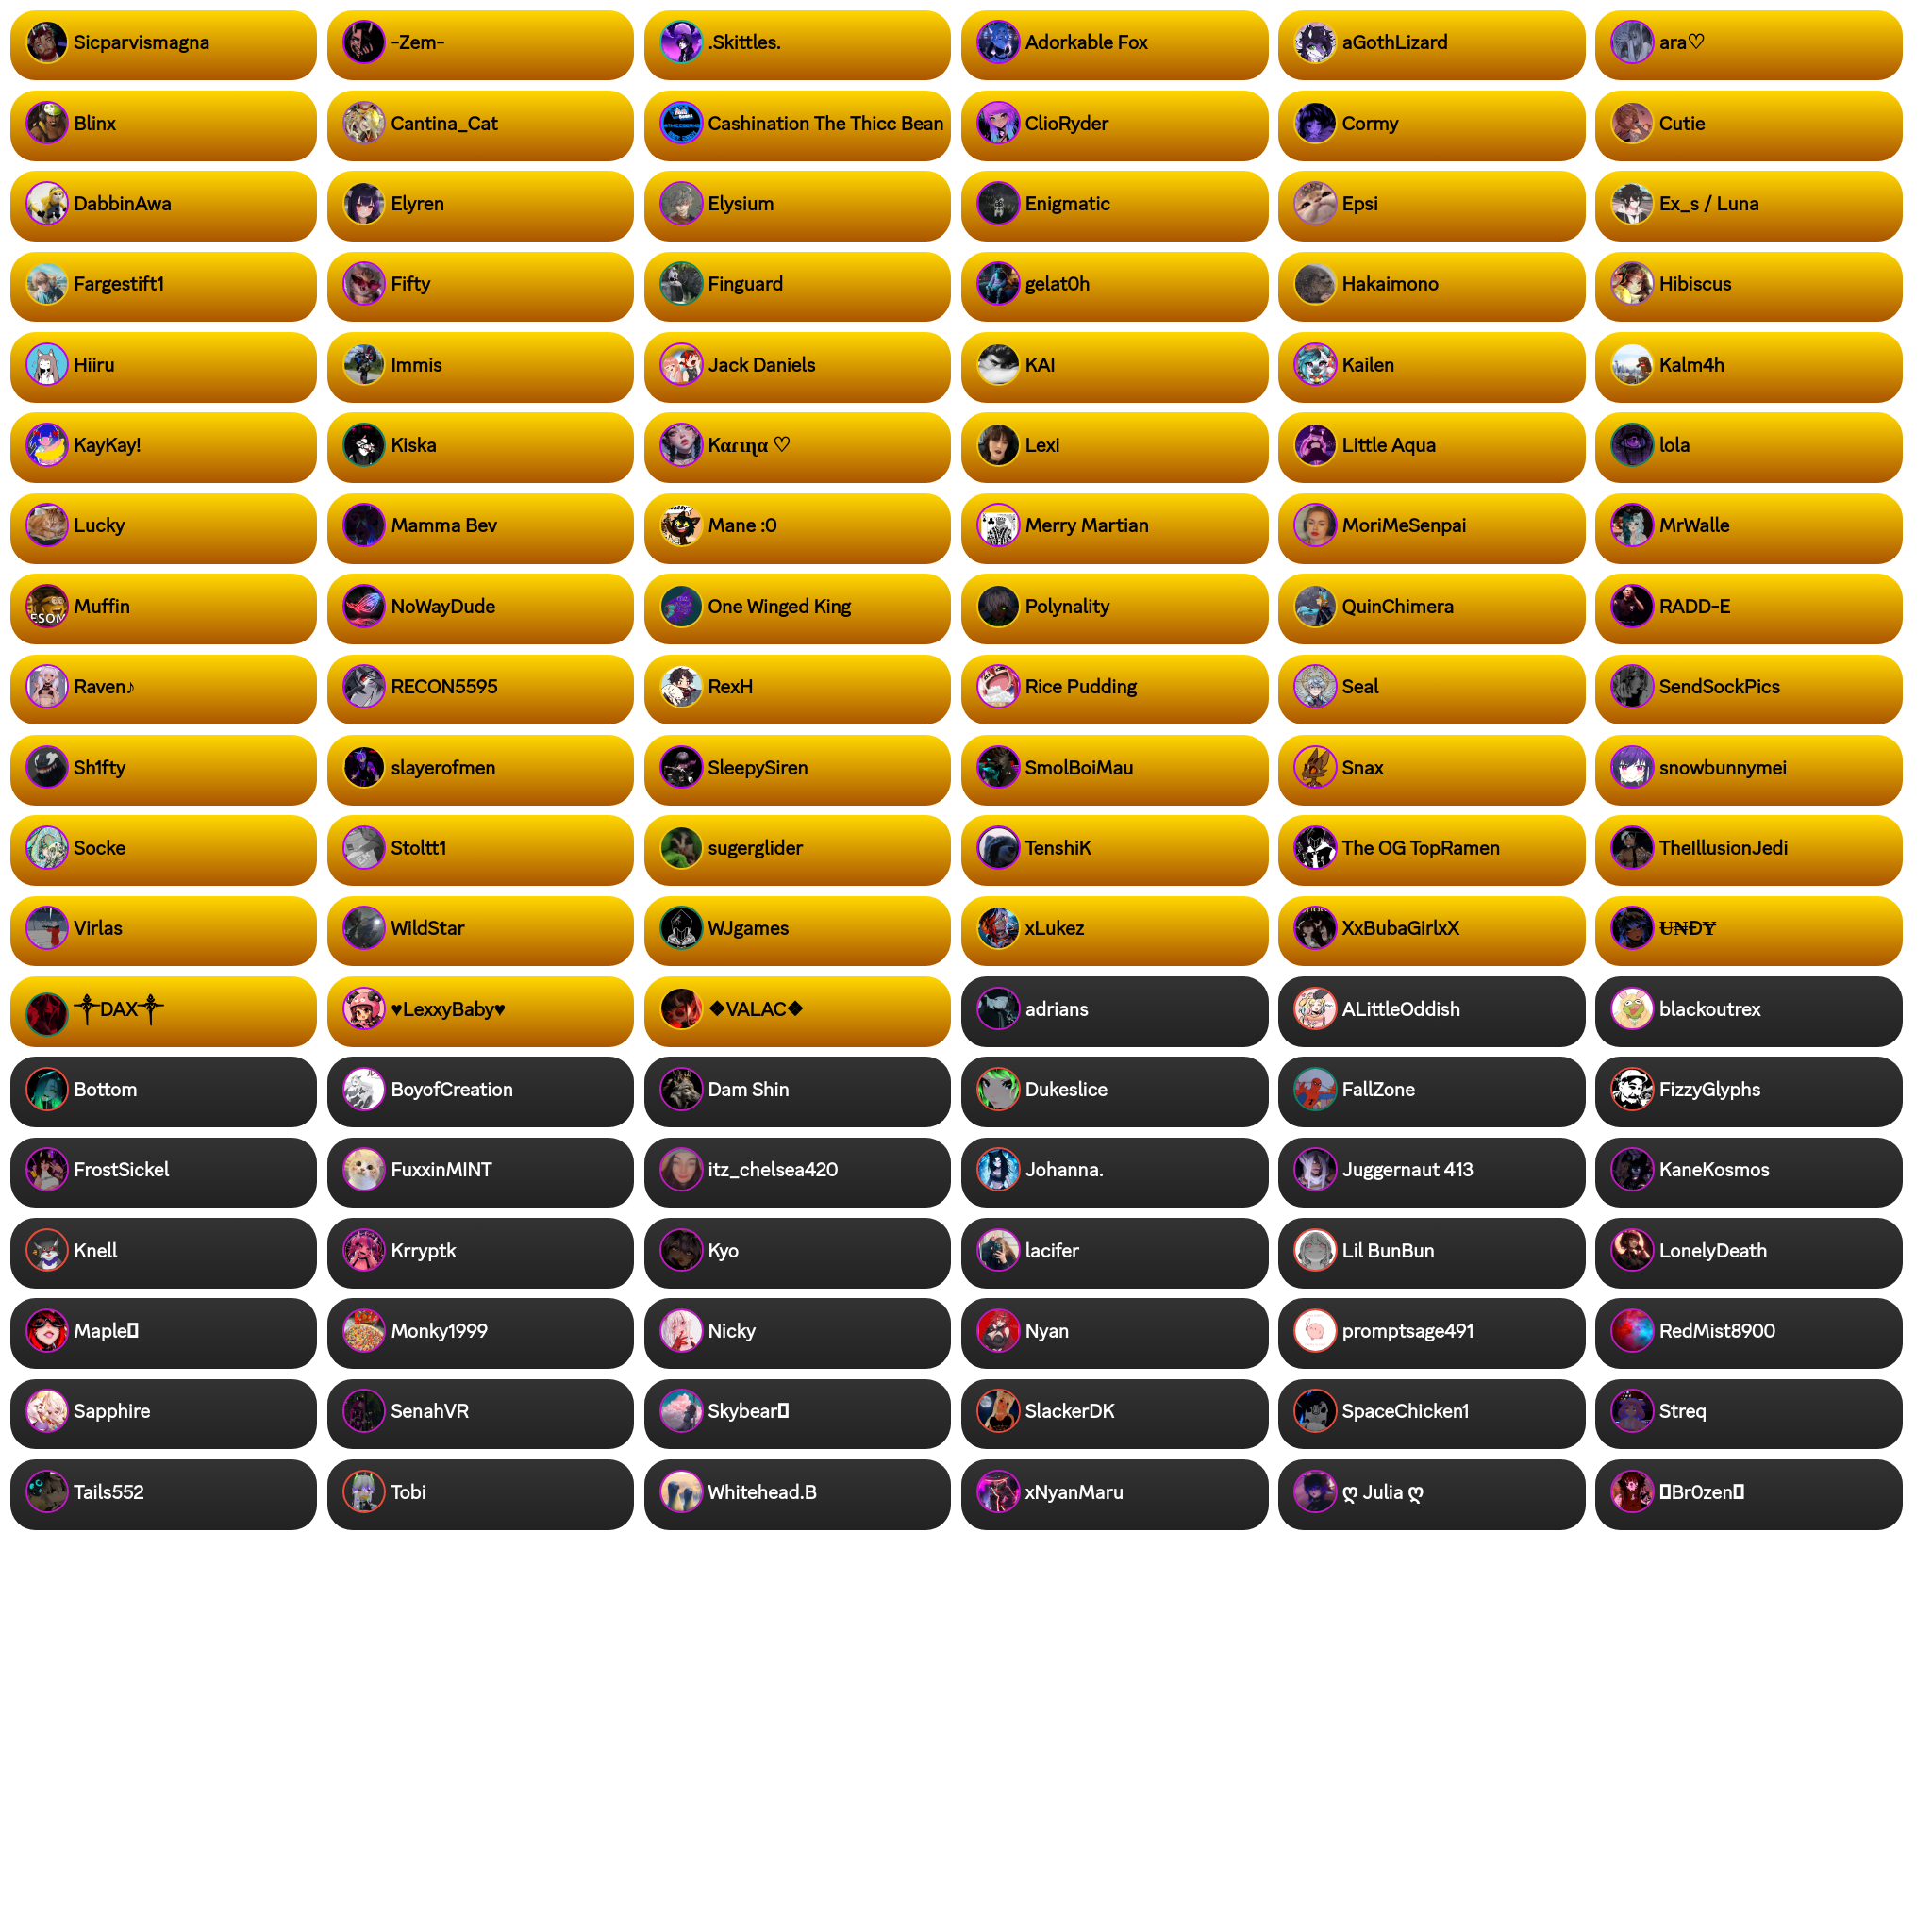 Sicparvismagna
-Zem-
.Skittles.
Adorkable Fox
aGothLizard
ara♡
Blinx
Cantina_Cat
Cashination The Thicc Bean
ClioRyder
Cormy
Cutie
DabbinAwa
Elyren
Elysium
Enigmatic
Epsi
Ex_s / Luna
Fargestift1
Fifty
Finguard
gelat0h
Hakaimono
Hibiscus
Hiiru
Immis
Jack Daniels
KAI
Kailen
Kalm4h
KayKay!
Kiska
Kαɾιɳα ♡
Lexi
Little Aqua
lola
Lucky
Mamma Bev
Mane :0
Merry Martian
MoriMeSenpai
MrWalle
Muffin
NoWayDude
One Winged King
Polynality
QuinChimera
RADD-E
Raven♪
RECON5595
RexH
Rice Pudding
Seal
SendSockPics
Sh1fty
slayerofmen
SleepySiren
SmolBoiMau
Snax
snowbunnymei
Socke
Stoltt1
sugerglider
TenshiK
The OG TopRamen
TheIllusionJedi
Virlas
WildStar
WJgames
xLukez
XxBubaGirlxX
U̶₦ĐɎ
༒DAX༒
♥LexxyBaby♥
❖VALAC❖
adrians
ALittleOddish
blackoutrex
Bottom
BoyofCreation
Dam Shin
Dukeslice
FallZone
FizzyGlyphs
FrostSickel
FuxxinMINT
itz_chelsea420
Johanna.
Juggernaut 413
KaneKosmos
Knell
Krryptk
Kyo
lacifer
Lil BunBun
LonelyDeath
Maple
Monky1999
Nicky
Nyan
promptsage491
RedMist8900
Sapphire
SenahVR
Skybear
SlackerDK
SpaceChicken1
Streq
Tails552
Tobi
Whitehead.B
xNyanMaru
ღ Julia ღ
Br0zen